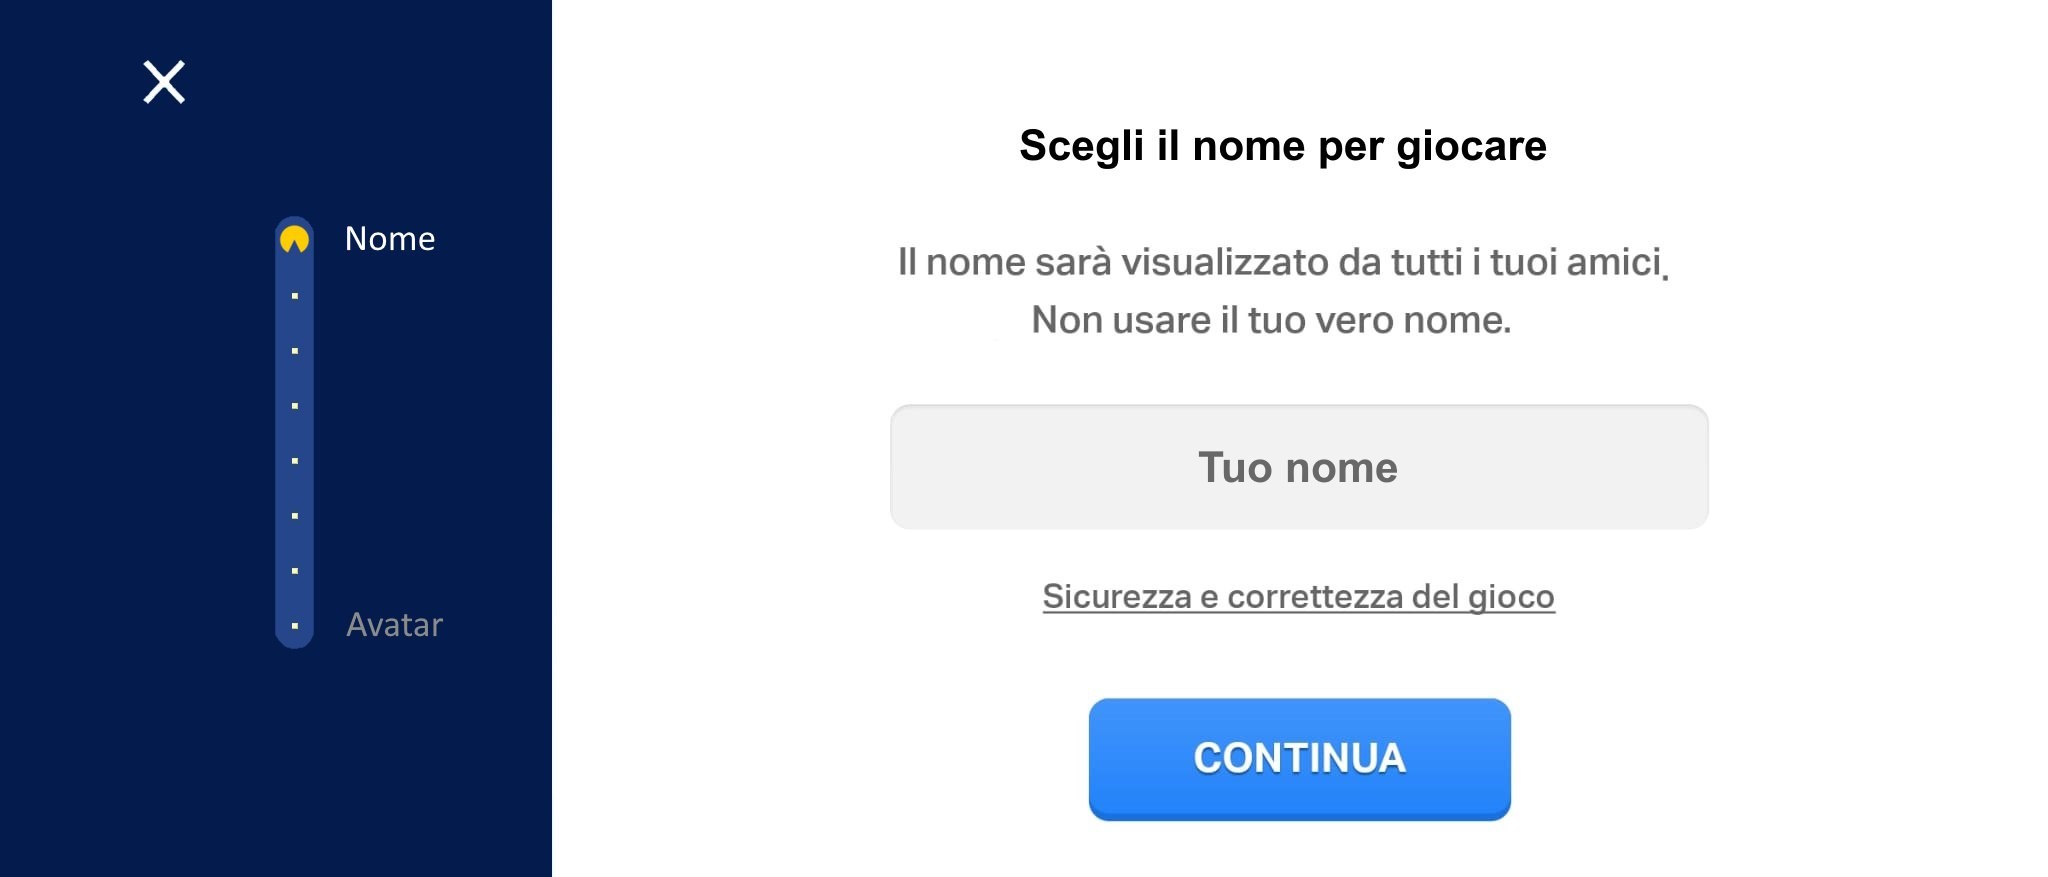 Nome
Avatar
Scegli il nome per giocare
Il nome sarà visualizzato da tutti i tuoi amici.
Non usare il tuo vero nome.
Tuo nome
Sicurezza e correttezza del gioco
CONTINUA